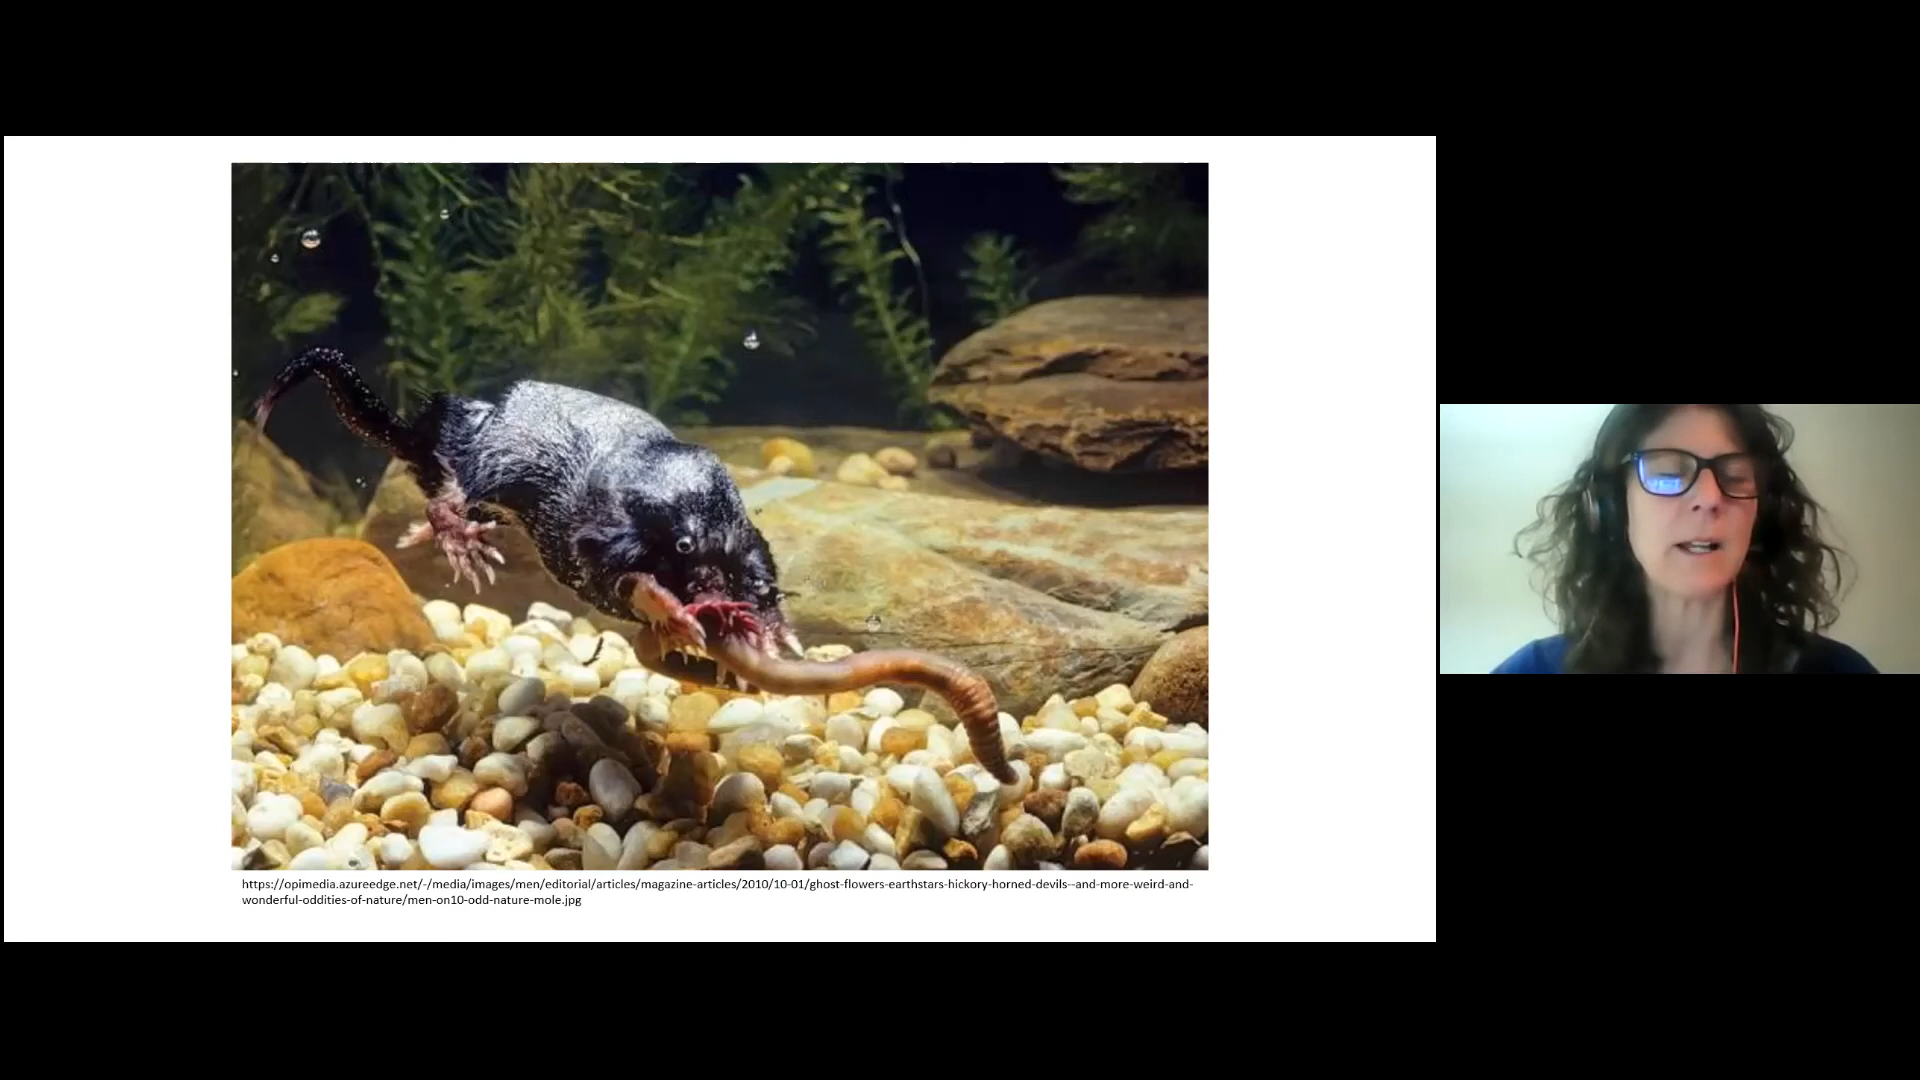 https://opimedia.azureedge.net/-/media/images/men/editorial/articles/magazine-articles/2010/10-01/ghost-flowers-earthstars-hickory-horned-devils--and-more-weird-and-
wonderful-oddities-of-nature/men-on10-odd-nature-mole.jpg